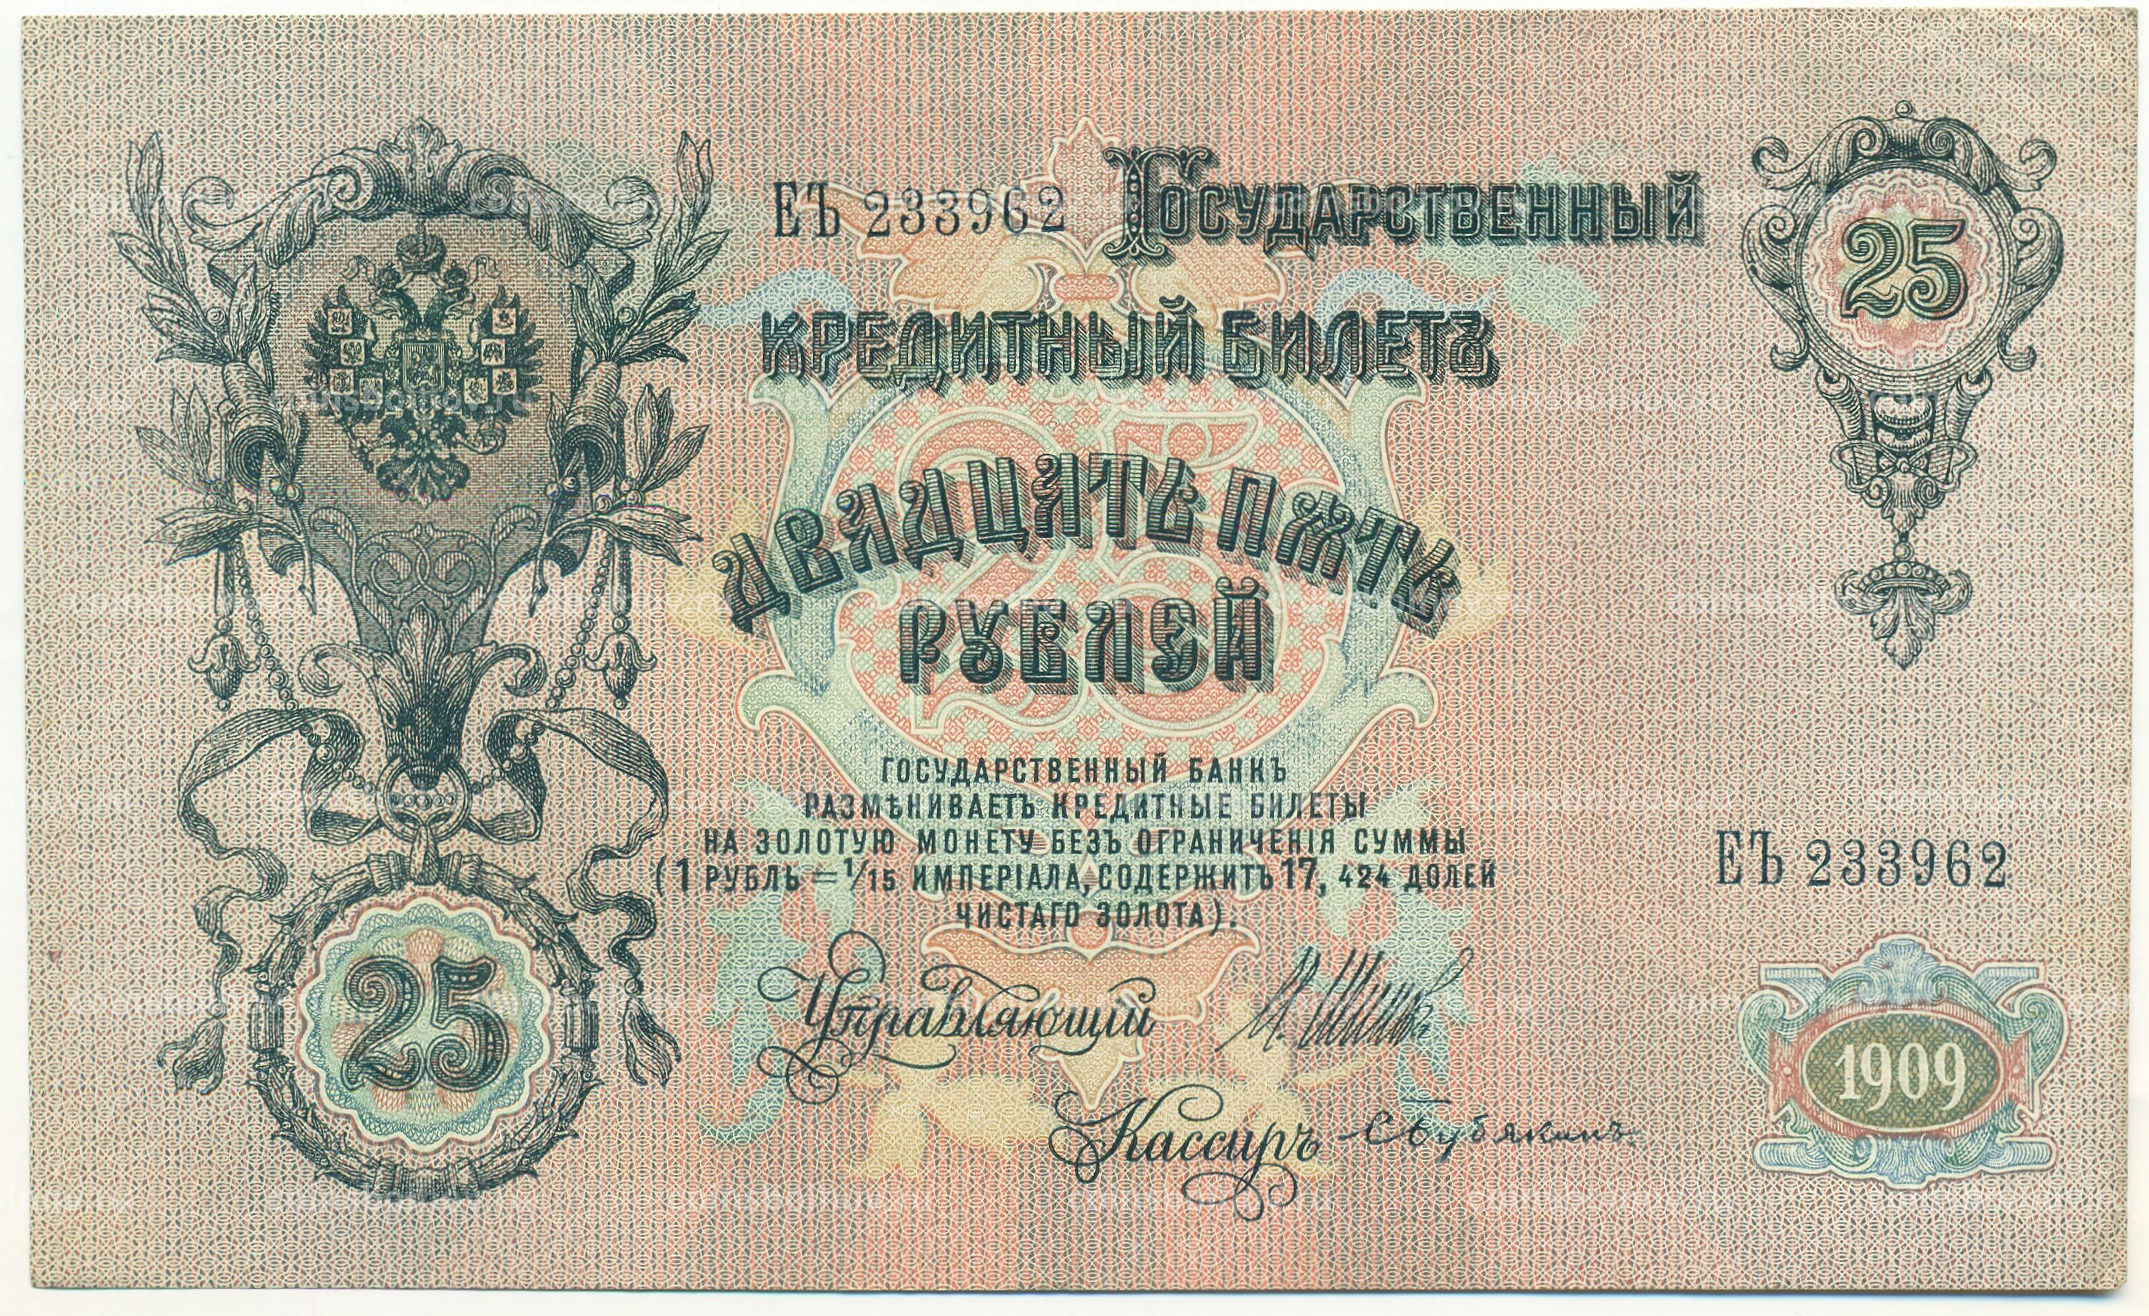 ЕЪ 233962 ГОСУДАРСТВЕННЫЙ
КРЕДИТНЫЙ БИЛЕТЪ
25
ДВАДЦАТЬ ПѦТЬ
РУБЛЕЙ
ГОСУДАРСТВЕННЫЙ БАНКЪ
РАЗМѢНИВАЕТЪ КРЕДИТНЫЕ БИЛЕТЫ
НА ЗОЛОТУЮ МОНЕТУ БЕЗЪ ОГРАНИЧЕНІЯ СУММЫ
(1 РУБЛЬ = 1/15 ИМПЕРІАЛА, СОДЕРЖИТЪ 17, 424 ДОЛЕЙ
ЧИСТАГО ЗОЛОТА).
ЕЪ 233962
25
Управляющій
Кассиръ
1909